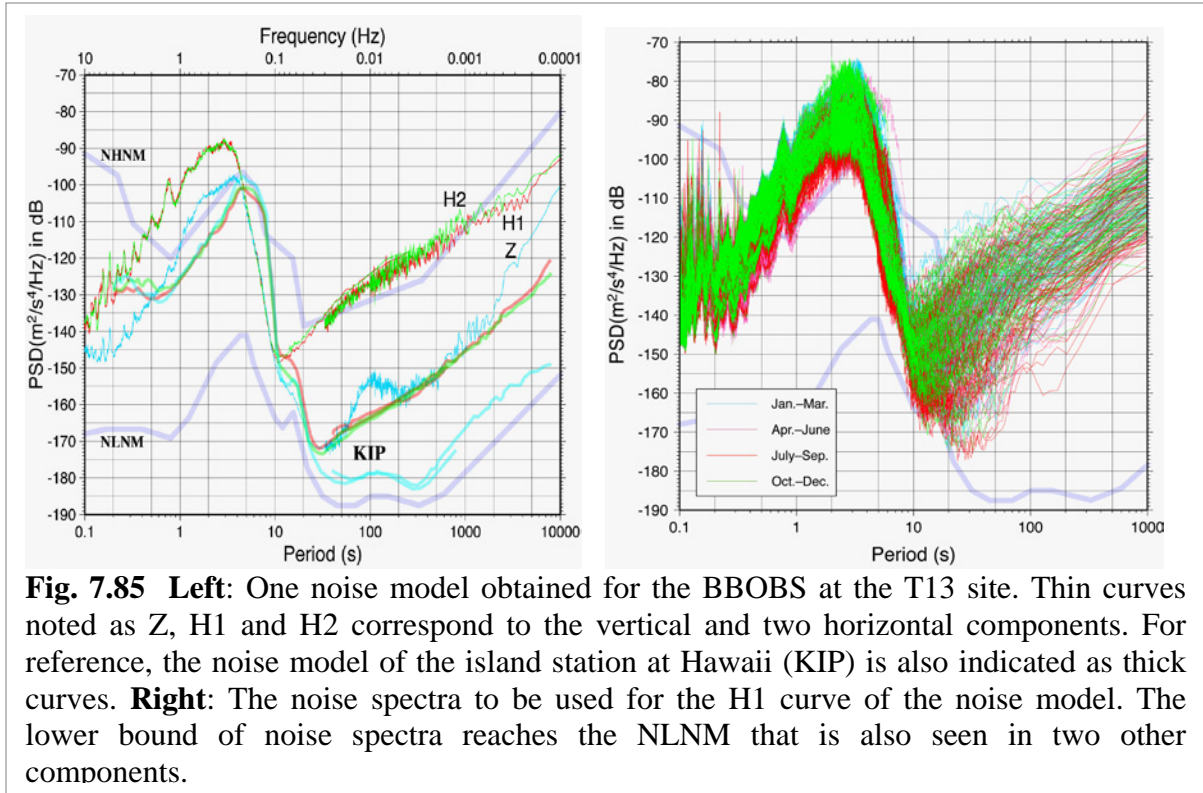 Frequency (Hz)
10 1 0.1 0.01 0.001 0.0001
-70
-80
-90
-100
-110
-120
-130
-140
-150
-160
-170
-180
-190
PSD(m²/s⁴/Hz) in dB
NHNM
H2
H1
Z
KIP
NLNM
0.1 1 10 100 1000 10000
Period (s)
-70
-80
-90
-100
-110
-120
-130
-140
-150
-160
-170
-180
-190
PSD(m²/s⁴/Hz) in dB
Jan.–Mar.
Apr.–June
July–Sep.
Oct.–Dec.
0.1 1 10 100 1000
Period (s)
Fig. 7.85 Left: One noise model obtained for the BBOBS at the T13 site. Thin curves
noted as Z, H1 and H2 correspond to the vertical and two horizontal components. For
reference, the noise model of the island station at Hawaii (KIP) is also indicated as thick
curves. Right: The noise spectra to be used for the H1 curve of the noise model. The
lower bound of noise spectra reaches the NLNM that is also seen in two other
components.